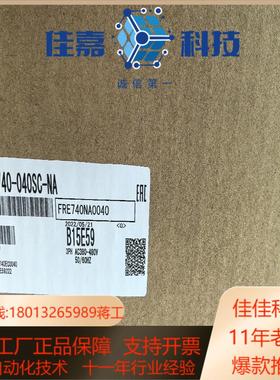 佳嘉 科技
诚信第一
740-040SC-NA
FRE740NA0040
2022/05/21
B15E59
3PH AC380-480V
50/60HZ
EAC
线:18013265989蒋工
佳佳科
工厂正品保障 支持开票
11年老
自动化技术 十一年行业经验
爆款抢